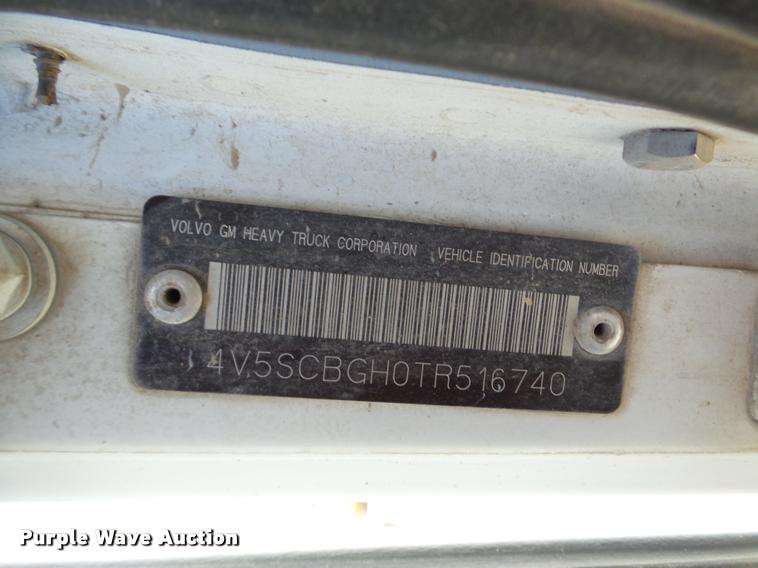 VOLVO GM HEAVY TRUCK CORPORATION VEHICLE IDENTIFICATION NUMBER
4V5SCBGH0TR516740
Purple Wave Auction